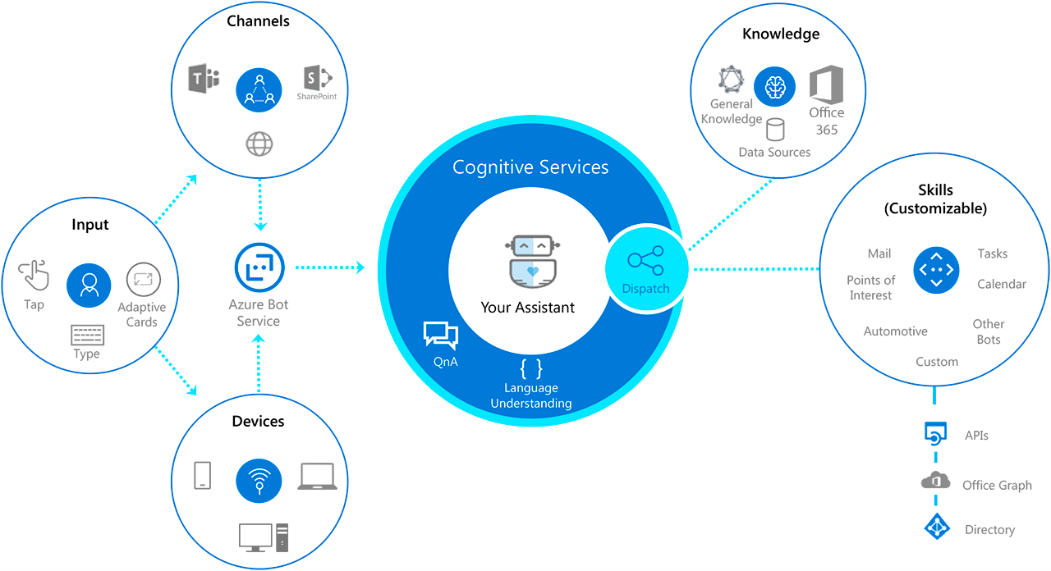 Channels
SharePoint
Input
Tap
Adaptive
Cards
Type
Azure Bot
Service
Devices
Cognitive Services
Your Assistant
Dispatch
QnA
{ }
Language
Understanding
Knowledge
General
Knowledge
Office
365
Data Sources
Skills
(Customizable)
Mail
Tasks
Points of
Interest
Calendar
Automotive
Other
Bots
Custom
APIs
Office Graph
Directory